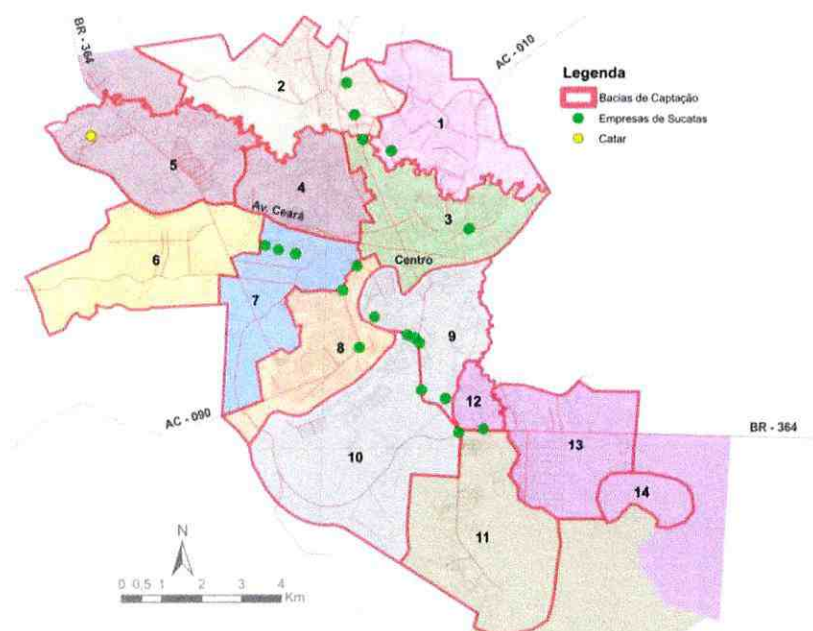 BR - 364
AC - 010
Legenda
Bacias de Captação
Empresas de Sucatas
Catar
2
1
5
4
Av. Ceará
3
6
Centro
7
9
8
12
AC - 090
BR - 364
13
10
14
11
N
0 0,5 1 2 3 4
Km